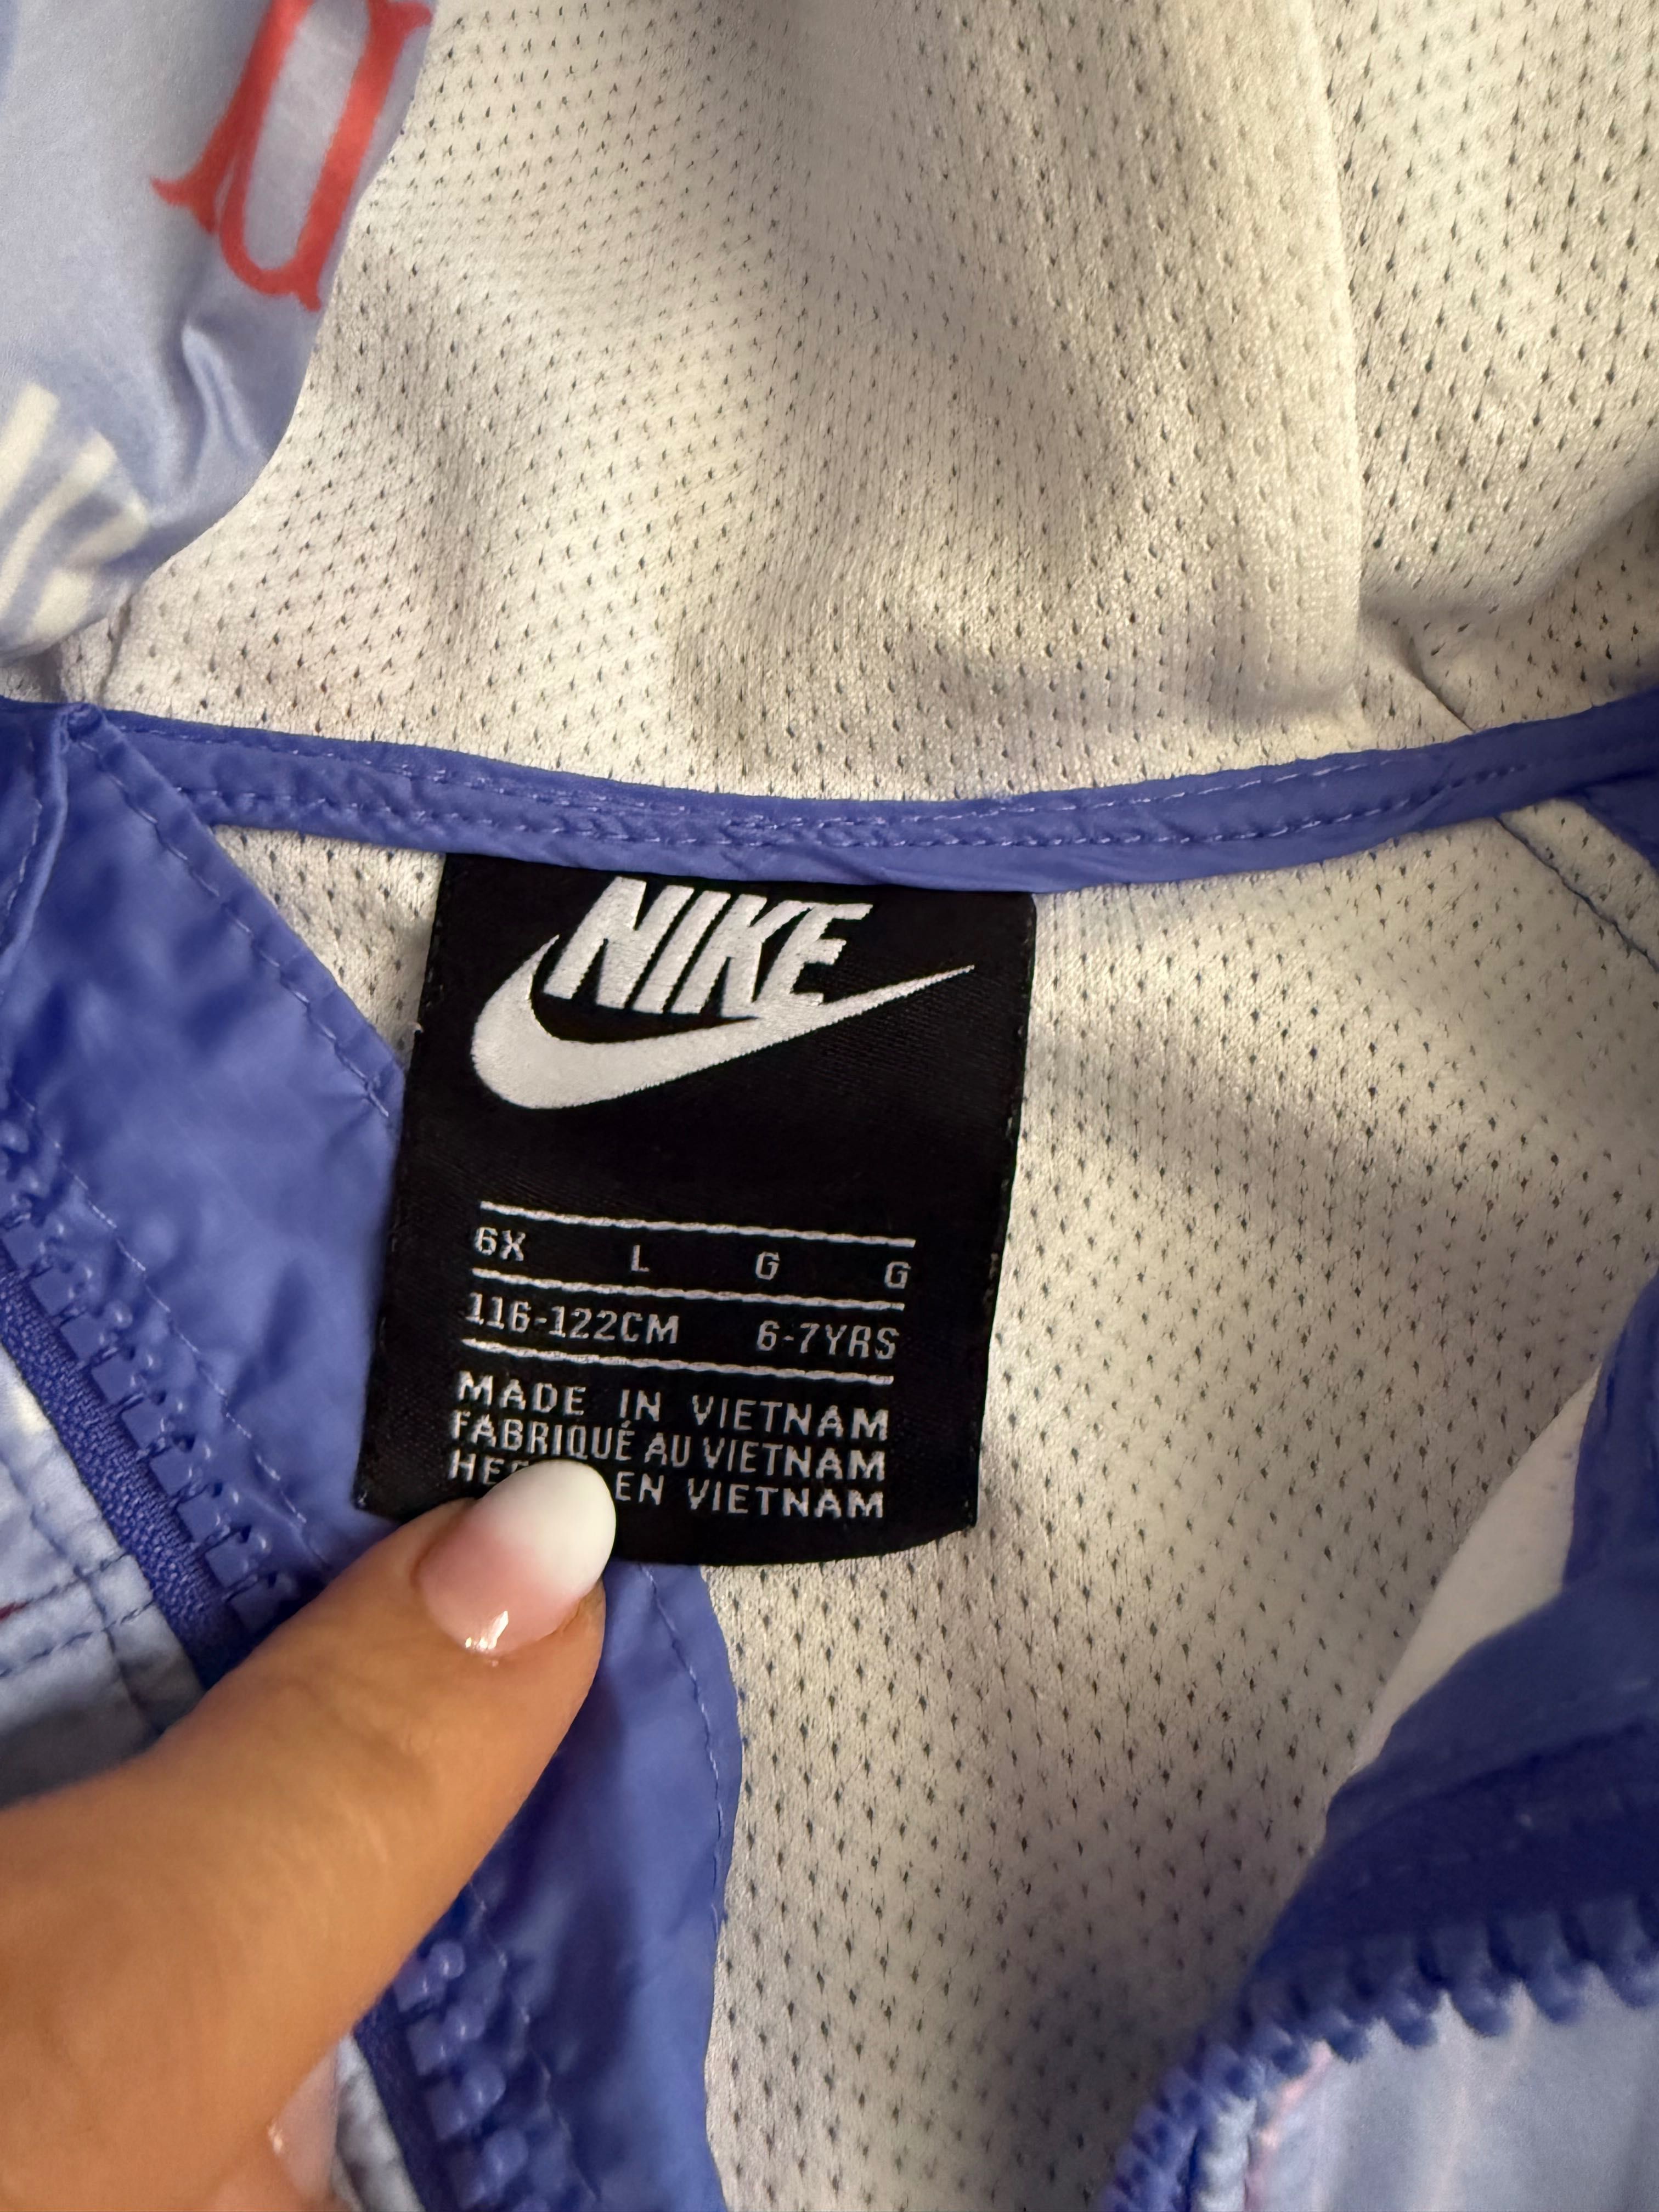 NIKE
6X L G G
116-122CM 6-7YRS
MADE IN VIETNAM
FABRIQUÉ AU VIETNAM
EN VIETNAM